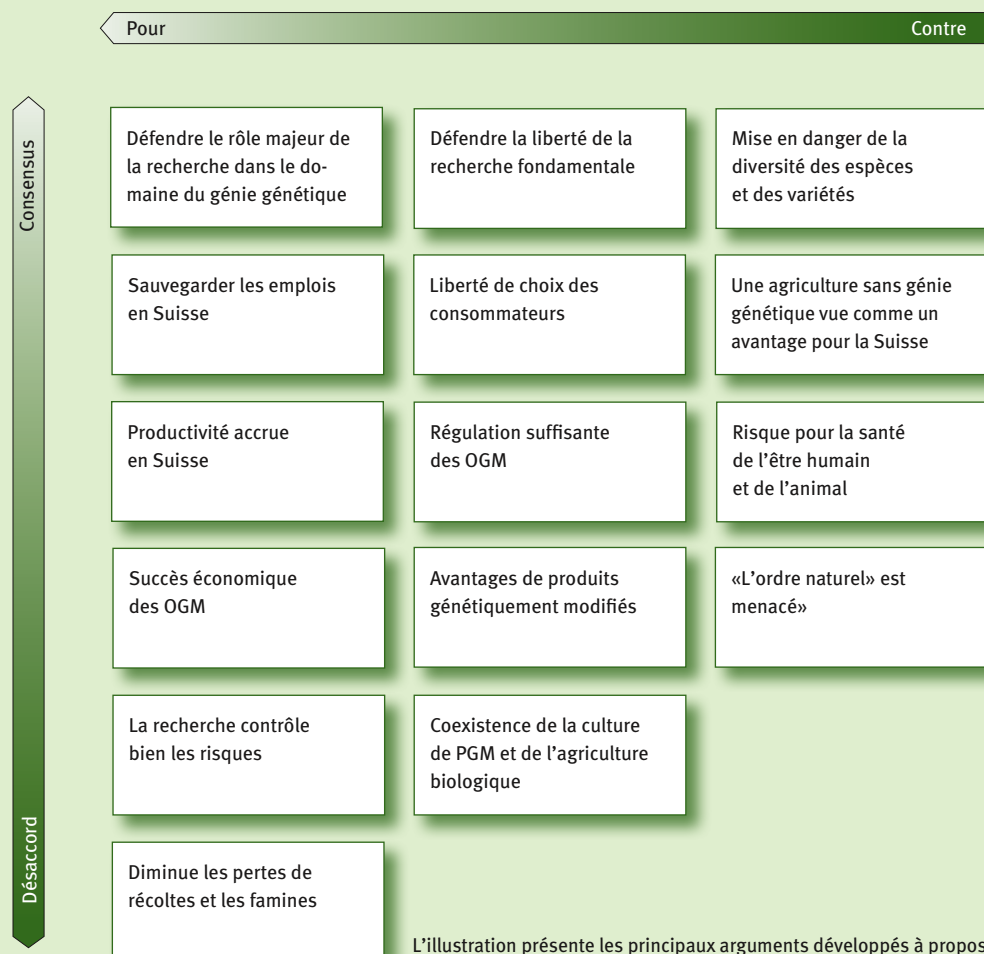 Pour
Contre
Consensus
Défendre le rôle majeur de
la recherche dans le do-
maine du génie génétique
Défendre la liberté de la
recherche fondamentale
Mise en danger de la
diversité des espèces
et des variétés
Sauvegarder les emplois
en Suisse
Liberté de choix des
consommateurs
Une agriculture sans génie
génétique vue comme un
avantage pour la Suisse
Productivité accrue
en Suisse
Régulation suffisante
des OGM
Risque pour la santé
de l’être humain
et de l’animal
Succès économique
des OGM
Avantages de produits
génétiquement modifiés
«L’ordre naturel» est
menacé»
La recherche contrôle
bien les risques
Coexistence de la culture
de PGM et de l’agriculture
biologique
Désaccord
Diminue les pertes de
récoltes et les famines
L’illustration présente les principaux arguments développés à propos